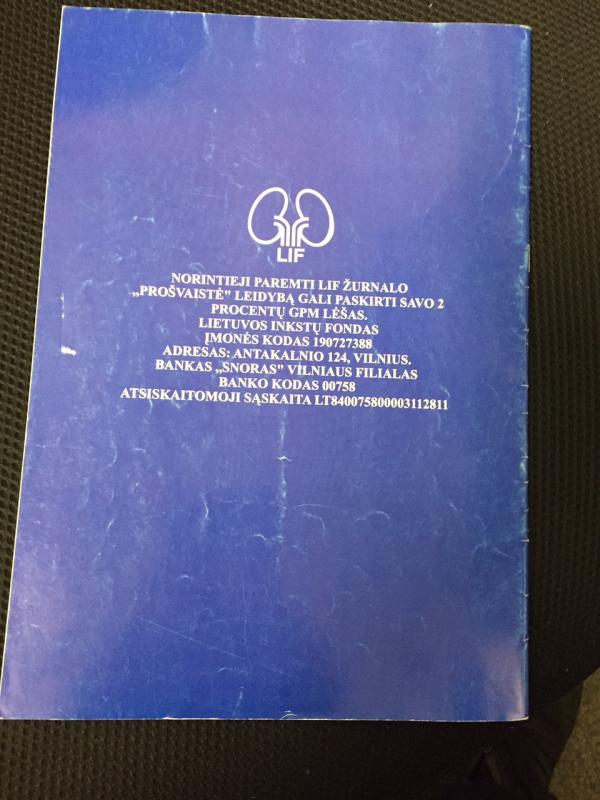 LIF
NORINTIEJI PAREMTI LIF ŽURNALO
„PROŠVAISTĖ" LEIDYBĄ GALI PASKIRTI SAVO 2
PROCENTŲ GPM LĖŠAS.
LIETUVOS INKSTŲ FONDAS
ĮMONĖS KODAS 190727388
ADRESAS: ANTAKALNIO 124, VILNIUS.
BANKAS „SNORAS" VILNIAUS FILIALAS
BANKO KODAS 00758
ATSISKAITOMOJI SĄSKAITA LT840075800003112811